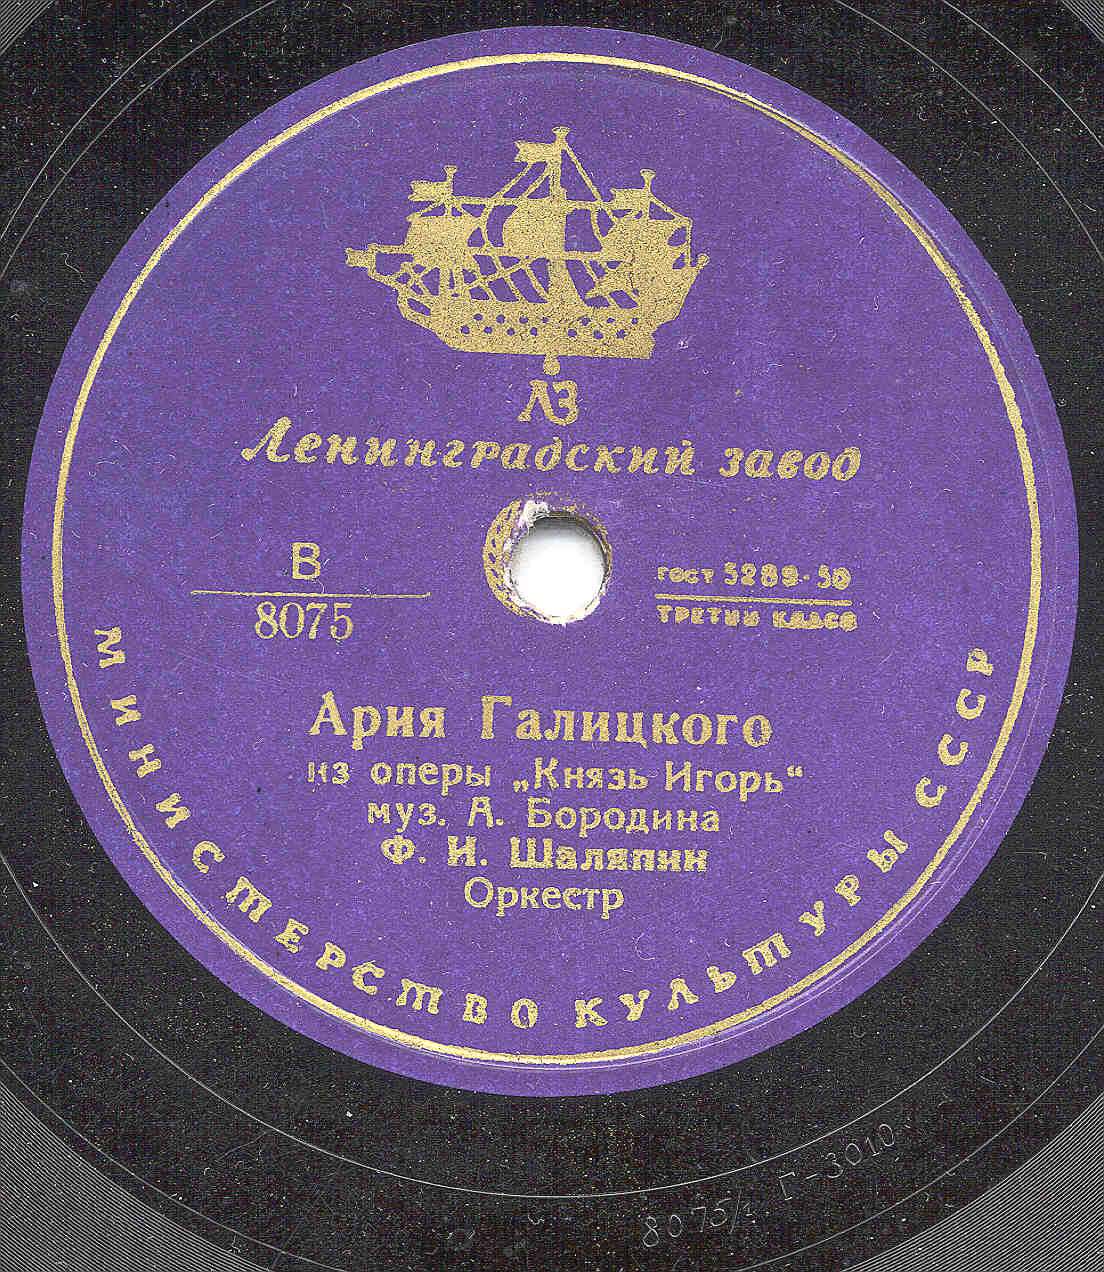 ЛЗ
Ленинградский завод
В
8075
ГОСТ 5289-50
ТРЕТИЙ КЛАСС
Ария Галицкого
из оперы „Князь Игорь“
муз. А. Бородина
Ф. И. Шаляпин
Оркестр
МИНИСТЕРСТВО КУЛЬТУРЫ СССР
8075/1 Г-3010